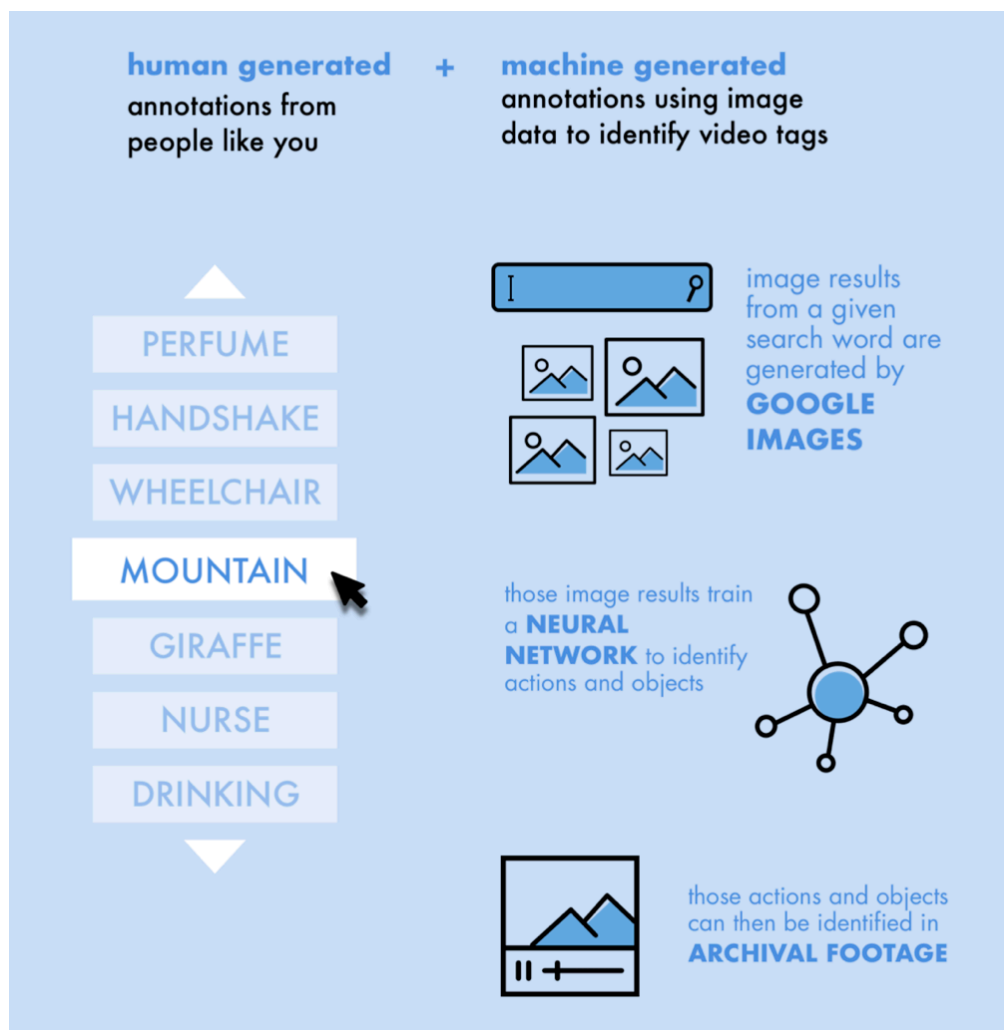 human generated
+
machine generated
annotations from
people like you
annotations using image
data to identify video tags
PERFUME
HANDSHAKE
WHEELCHAIR
MOUNTAIN
GIRAFFE
NURSE
DRINKING
image results
from a given
search word are
generated by
GOOGLE
IMAGES
those image results train
a NEURAL
NETWORK to identify
actions and objects
those actions and objects
can then be identified in
ARCHIVAL FOOTAGE